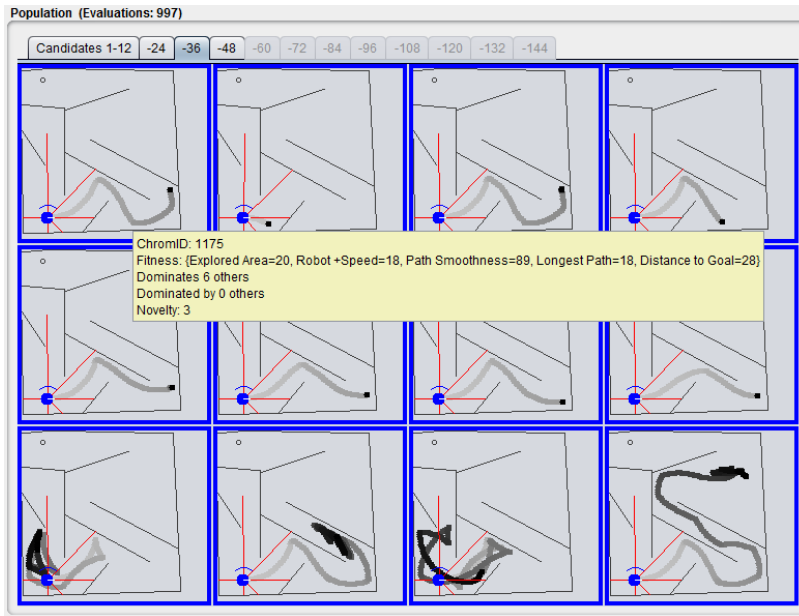 Population (Evaluations: 997)
Candidates 1-12 -24 -36 -48 -60 -72 -84 -96 -108 -120 -132 -144
ChromID: 1175
Fitness: {Explored Area=20, Robot +Speed=18, Path Smoothness=89, Longest Path=18, Distance to Goal=28}
Dominates 6 others
Dominated by 0 others
Novelty: 3